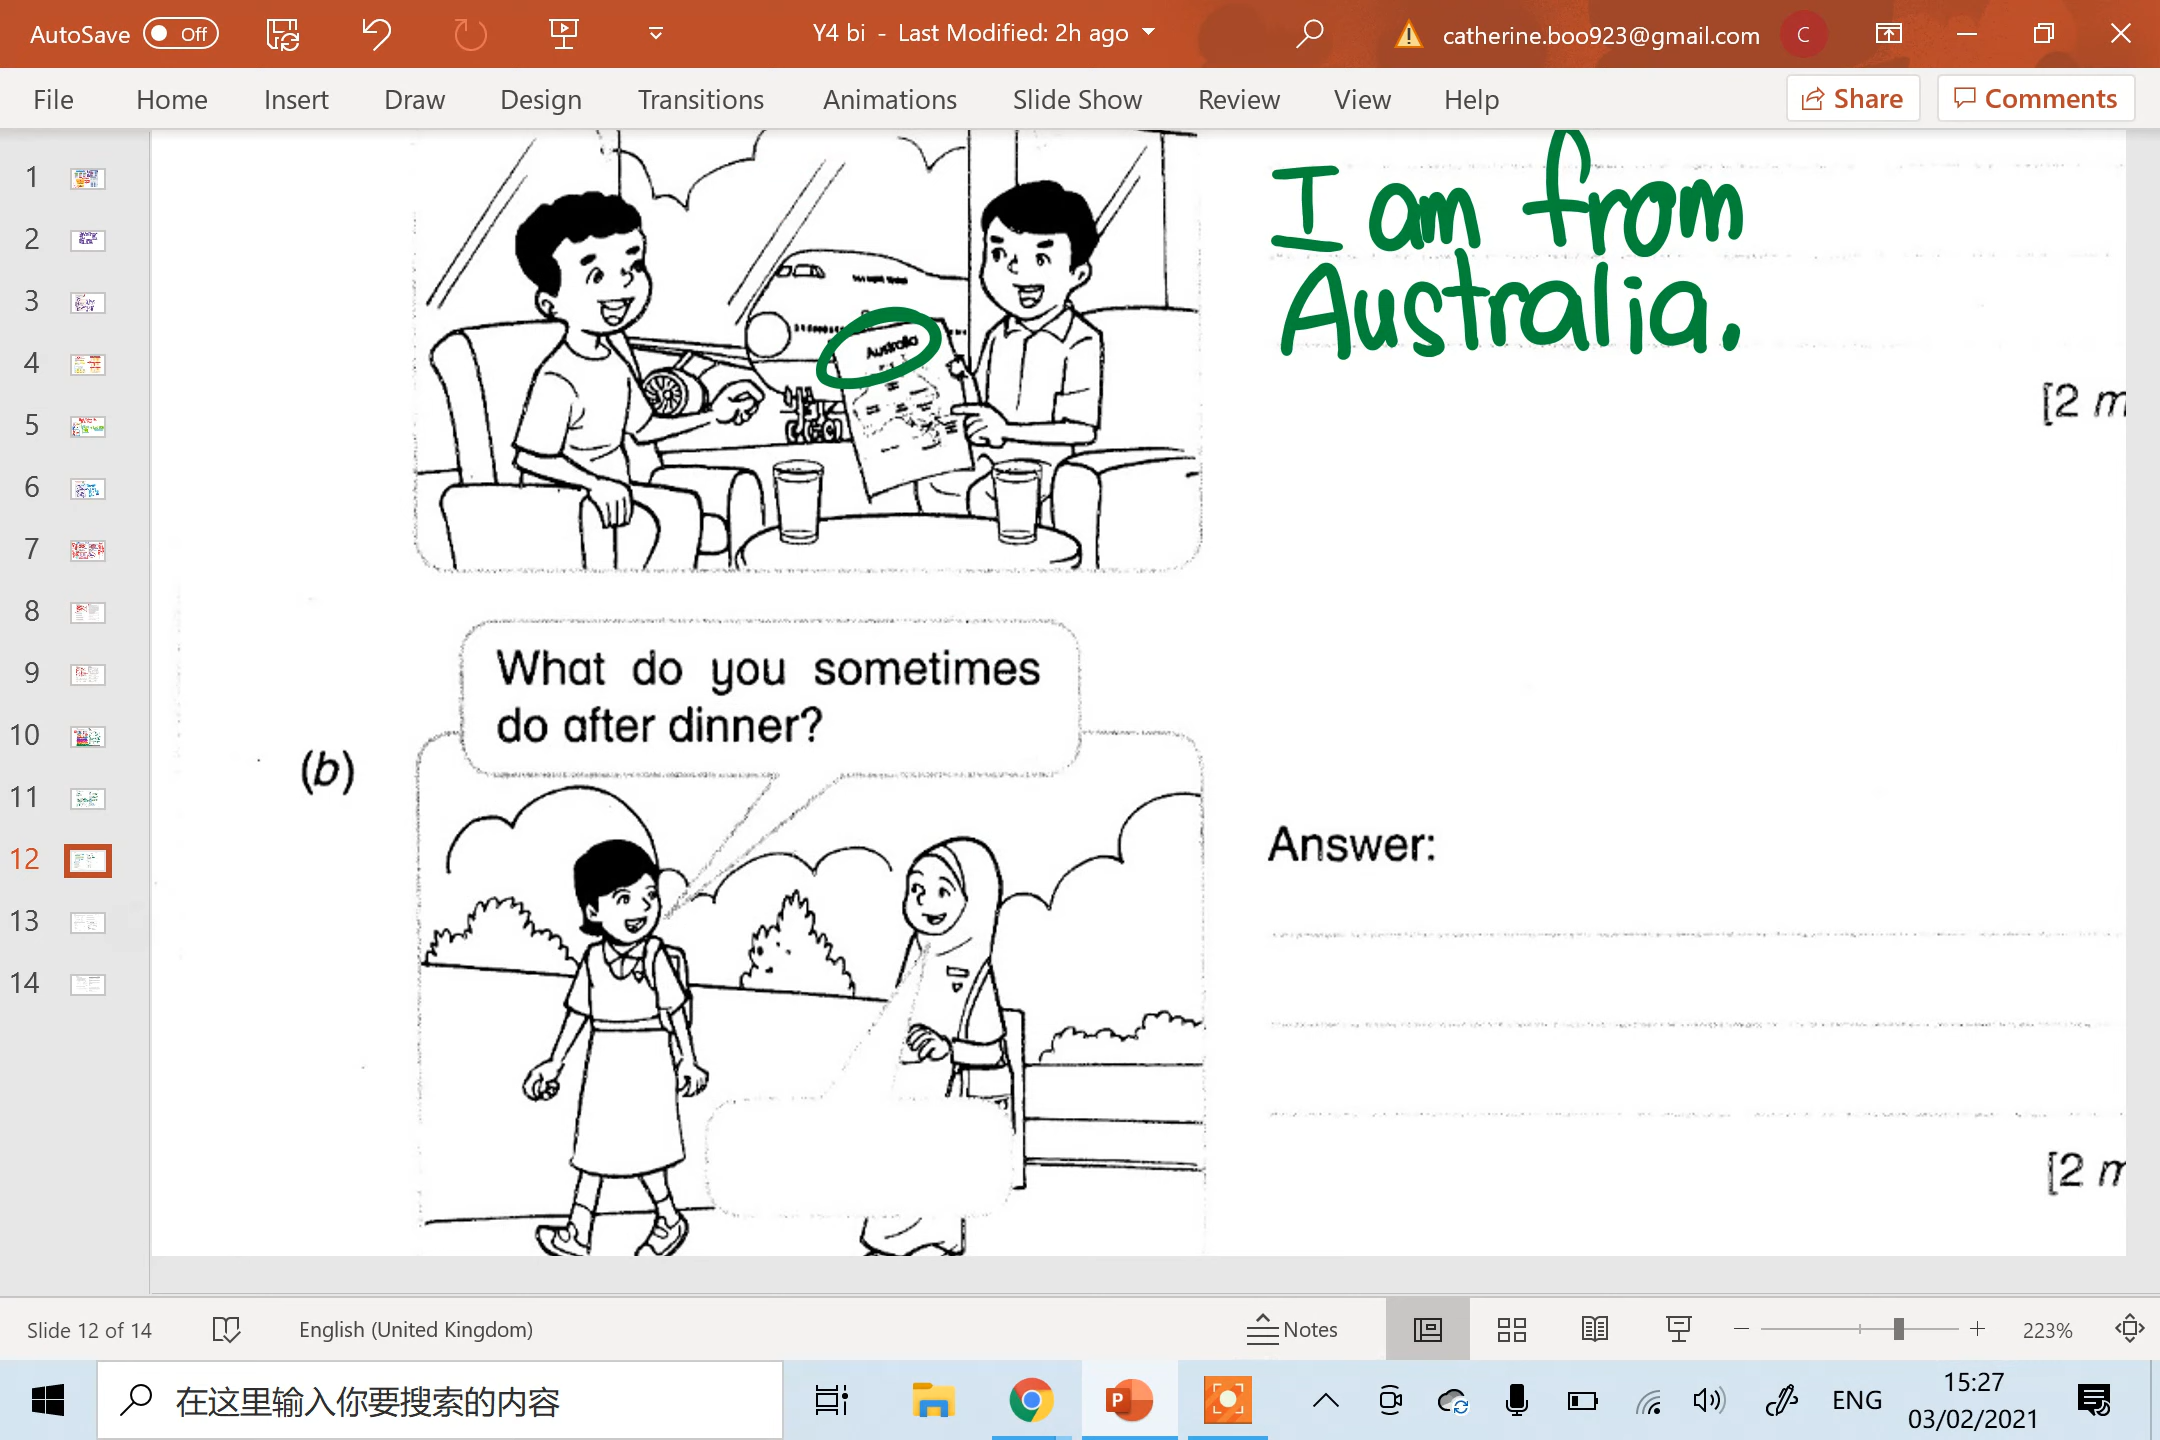 AutoSave Off Y4 bi - Last Modified: 2h ago catherine.boo923@gmail.com C
File Home Insert Draw Design Transitions Animations Slide Show Review View Help Share Comments
1
2
3
4
5
6
7
8
9
10
11
12
13
14
Australia
I am from
Australia.
[2 m
What do you sometimes
do after dinner?
(b)
Answer:
[2 m
Slide 12 of 14 English (United Kingdom) Notes 223%
在这里输入你要搜索的内容
P
ENG
15:27
03/02/2021